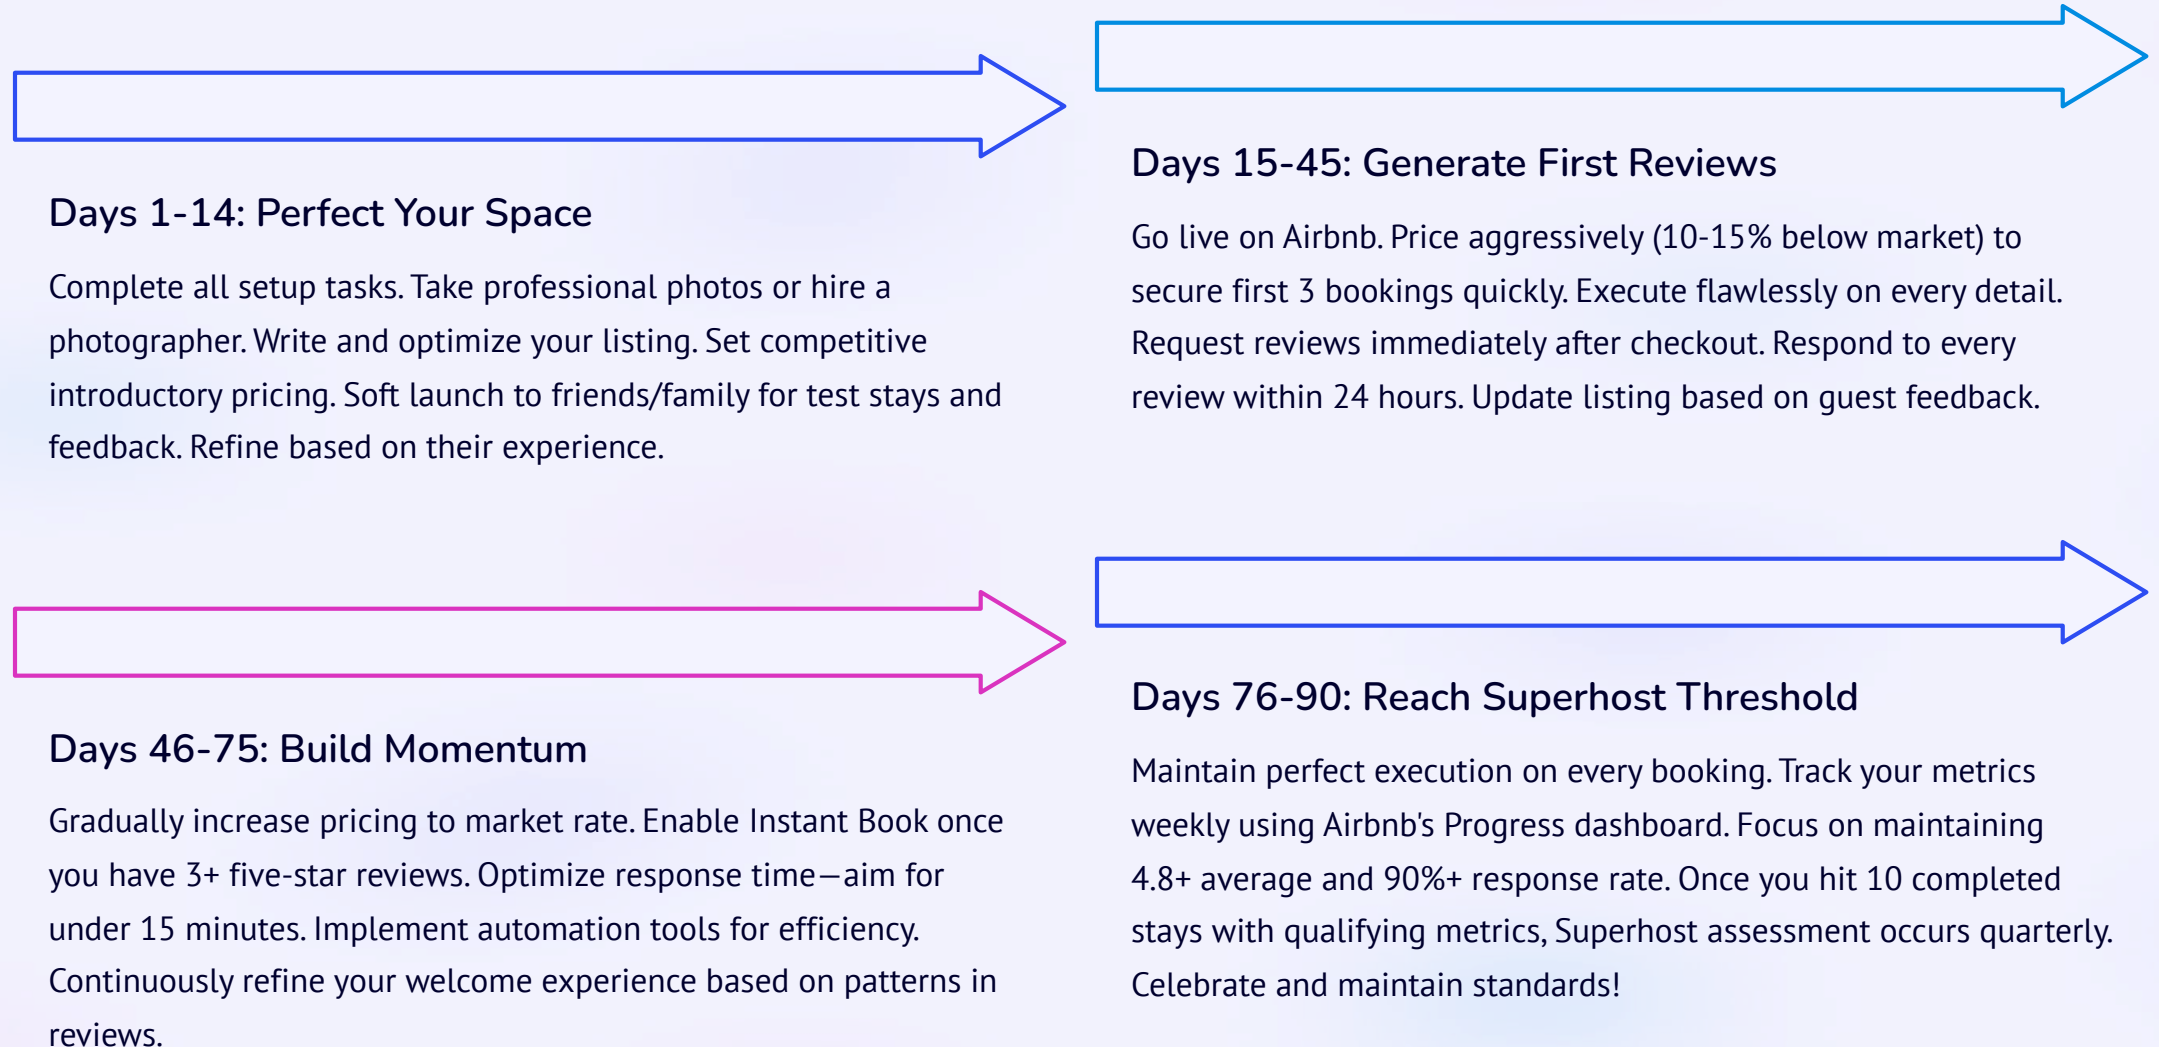 Days 1-14: Perfect Your Space
Complete all setup tasks. Take professional photos or hire a
photographer. Write and optimize your listing. Set competitive
introductory pricing. Soft launch to friends/family for test stays and
feedback. Refine based on their experience.
Days 15-45: Generate First Reviews
Go live on Airbnb. Price aggressively (10-15% below market) to
secure first 3 bookings quickly. Execute flawlessly on every detail.
Request reviews immediately after checkout. Respond to every
review within 24 hours. Update listing based on guest feedback.
Days 46-75: Build Momentum
Gradually increase pricing to market rate. Enable Instant Book once
you have 3+ five-star reviews. Optimize response time—aim for
under 15 minutes. Implement automation tools for efficiency.
Continuously refine your welcome experience based on patterns in
reviews.
Days 76-90: Reach Superhost Threshold
Maintain perfect execution on every booking. Track your metrics
weekly using Airbnb's Progress dashboard. Focus on maintaining
4.8+ average and 90%+ response rate. Once you hit 10 completed
stays with qualifying metrics, Superhost assessment occurs quarterly.
Celebrate and maintain standards!